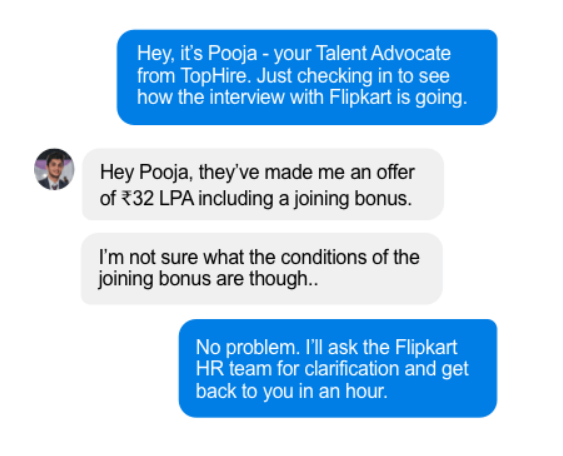 Hey, it's Pooja - your Talent Advocate
from TopHire. Just checking in to see
how the interview with Flipkart is going.
Hey Pooja, they've made me an offer
of ₹32 LPA including a joining bonus.
I'm not sure what the conditions of the
joining bonus are though..
No problem. I'll ask the Flipkart
HR team for clarification and get
back to you in an hour.